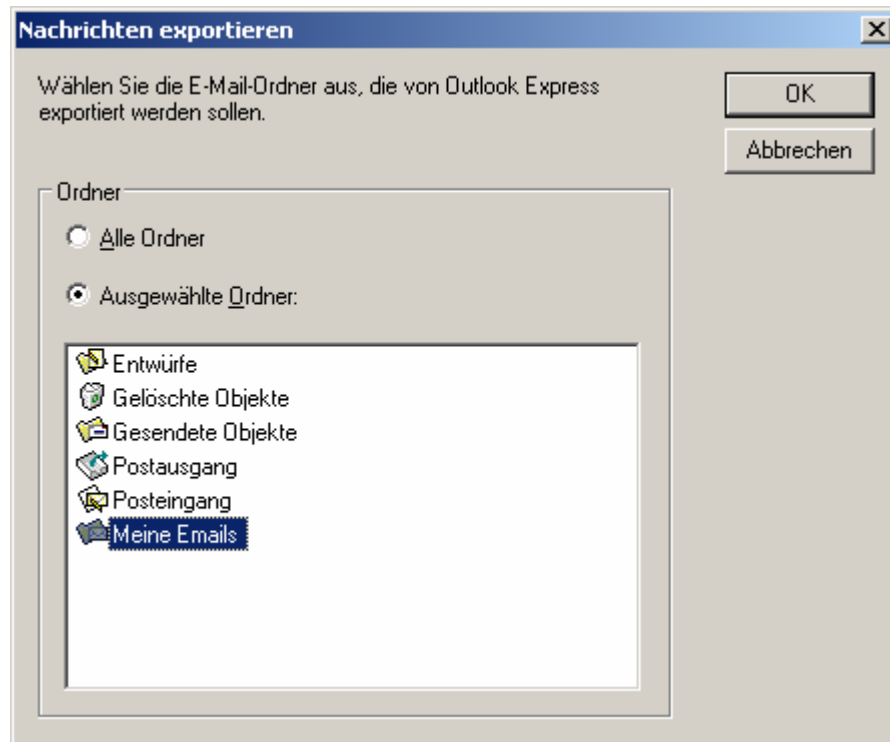 Nachrichten exportieren
Wählen Sie die E-Mail-Ordner aus, die von Outlook Express
exportiert werden sollen.
OK
Abbrechen
Ordner
Alle Ordner
Ausgewählte Ordner:
Entwürfe
Gelöschte Objekte
Gesendete Objekte
Postausgang
Posteingang
Meine Emails